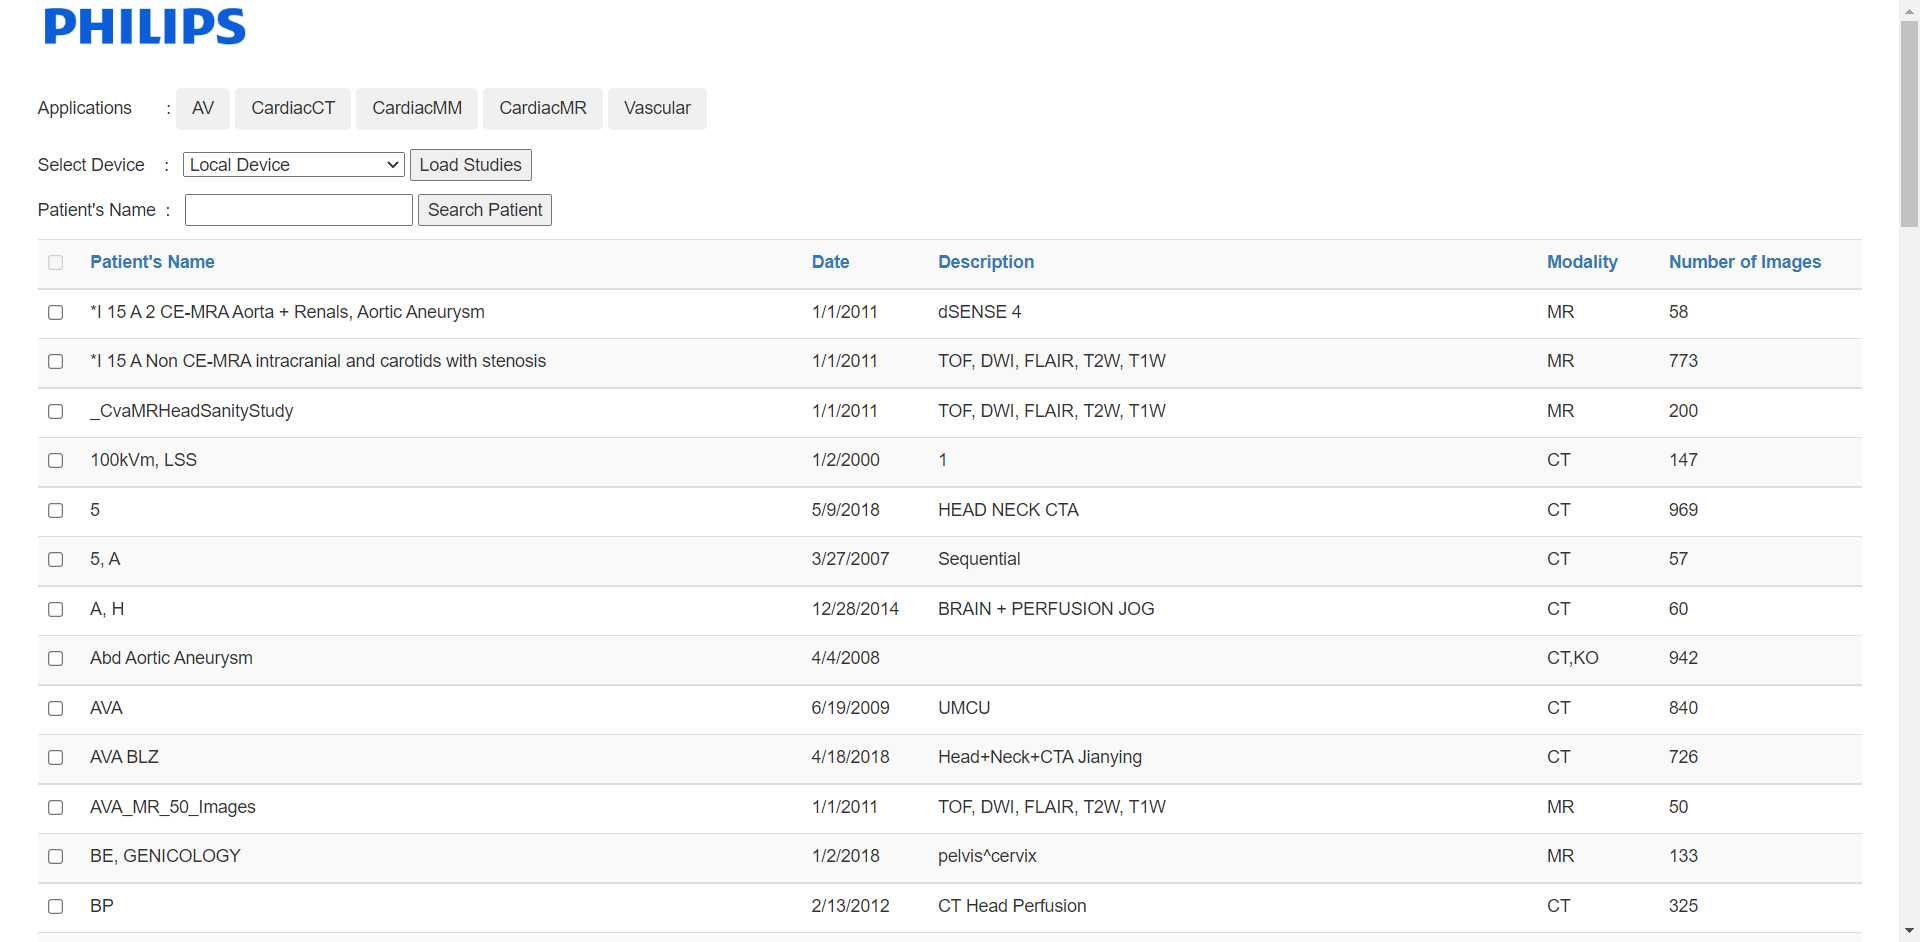 PHILIPS
Applications : AV CardiacCT CardiacMM CardiacMR Vascular
Select Device : Local Device Load Studies
Patient's Name : Search Patient
Patient's Name Date Description Modality Number of Images
*I 15 A 2 CE-MRA Aorta + Renals, Aortic Aneurysm 1/1/2011 dSENSE 4 MR 58
*I 15 A Non CE-MRA intracranial and carotids with stenosis 1/1/2011 TOF, DWI, FLAIR, T2W, T1W MR 773
_CvaMRHeadSanityStudy 1/1/2011 TOF, DWI, FLAIR, T2W, T1W MR 200
100kVm, LSS 1/2/2000 1 CT 147
5 5/9/2018 HEAD NECK CTA CT 969
5, A 3/27/2007 Sequential CT 57
A, H 12/28/2014 BRAIN + PERFUSION JOG CT 60
Abd Aortic Aneurysm 4/4/2008 CT,KO 942
AVA 6/19/2009 UMCU CT 840
AVA BLZ 4/18/2018 Head+Neck+CTA Jianying CT 726
AVA_MR_50_Images 1/1/2011 TOF, DWI, FLAIR, T2W, T1W MR 50
BE, GENICOLOGY 1/2/2018 pelvis^cervix MR 133
BP 2/13/2012 CT Head Perfusion CT 325